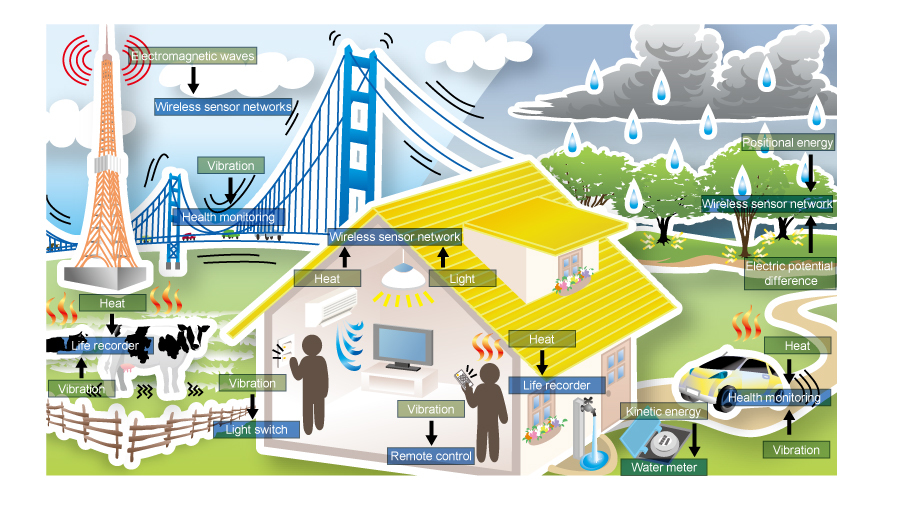 Electromagnetic waves
Wireless sensor networks
Vibration
Health monitoring
Positional energy
Wireless sensor network
Electric potential
difference
Wireless sensor network
Heat
Light
Heat
Life recorder
Vibration
Vibration
Light switch
Vibration
Remote control
Heat
Life recorder
Kinetic energy
Water meter
Heat
Health monitoring
Vibration